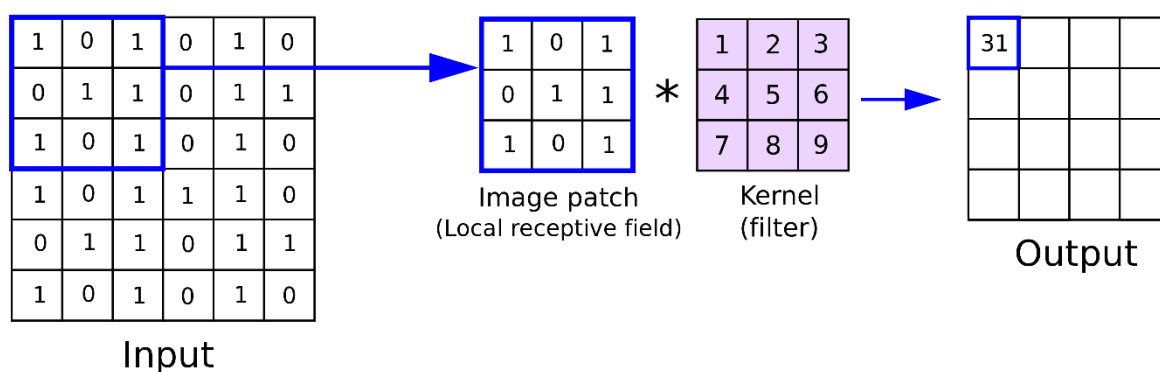 1 0 1 0 1 0
0 1 1 0 1 1
1 0 1 0 1 0
1 0 1 1 1 0
0 1 1 0 1 1
1 0 1 0 1 0
Input
1 0 1
0 1 1
1 0 1
Image patch
(Local receptive field)
*
1 2 3
4 5 6
7 8 9
Kernel
(filter)
31
Output